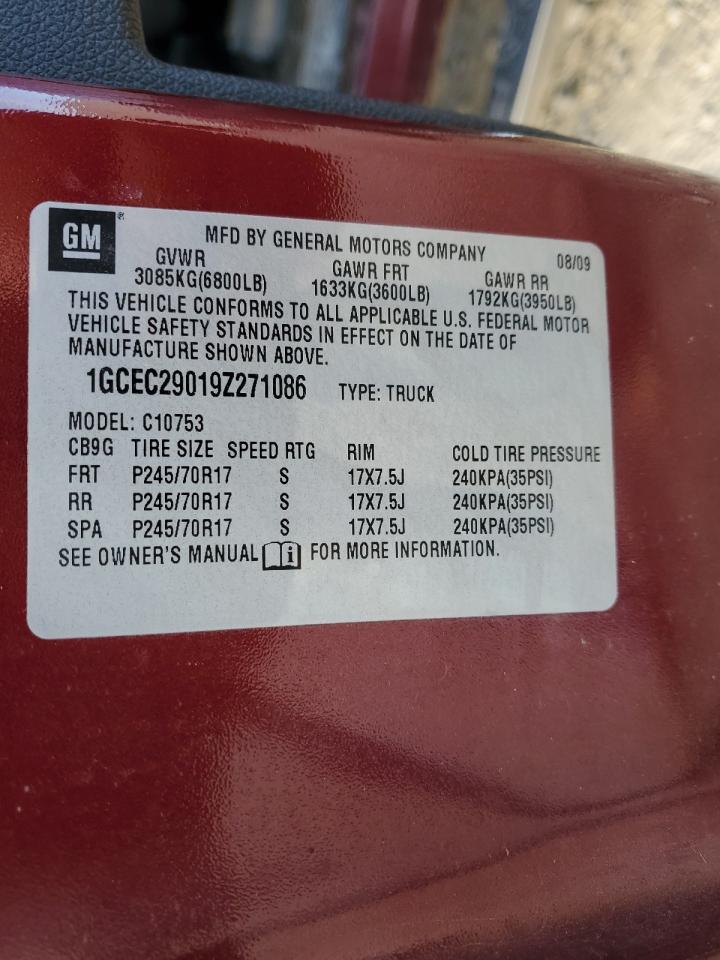 GM® MFD BY GENERAL MOTORS COMPANY 08/09
GVWR GAWR FRT GAWR RR
3085KG(6800LB) 1633KG(3600LB) 1792KG(3950LB)
THIS VEHICLE CONFORMS TO ALL APPLICABLE U.S. FEDERAL MOTOR
VEHICLE SAFETY STANDARDS IN EFFECT ON THE DATE OF
MANUFACTURE SHOWN ABOVE.
1GCEC29019Z271086 TYPE: TRUCK
MODEL: C10753
CB9G TIRE SIZE SPEED RTG RIM COLD TIRE PRESSURE
FRT P245/70R17 S 17X7.5J 240KPA(35PSI)
RR P245/70R17 S 17X7.5J 240KPA(35PSI)
SPA P245/70R17 S 17X7.5J 240KPA(35PSI)
SEE OWNER'S MANUAL i FOR MORE INFORMATION.